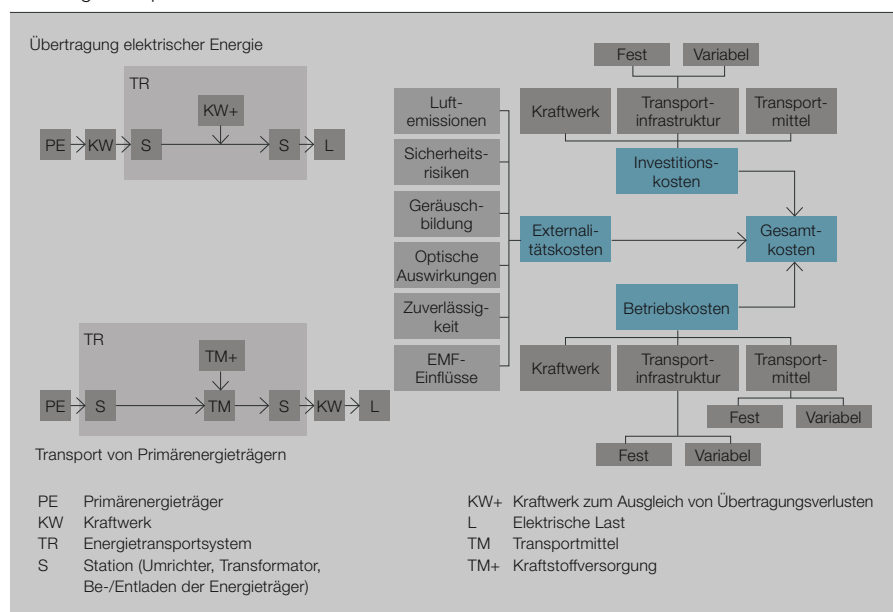 Übertragung elektrischer Energie
TR
KW+
PE
KW
S
S
L
TR
TM+
PE
S
TM
S
KW
L
Transport von Primärenergieträgern
Luft-
emissionen
Sicherheits-
risiken
Geräusch-
bildung
Optische
Auswirkungen
Zuverlässig-
keit
EMF-
Einflüsse
Fest
Variabel
Kraftwerk
Transport-
infrastruktur
Transport-
mittel
Investitions-
kosten
Externali-
tätskosten
Gesamt-
kosten
Betriebskosten
Kraftwerk
Transport-
infrastruktur
Transport-
mittel
Fest
Variabel
Fest
Variabel
PE Primärenergieträger
KW Kraftwerk
TR Energietransportsystem
S Station (Umrichter, Transformator,
Be-/Entladen der Energieträger)
KW+ Kraftwerk zum Ausgleich von Übertragungsverlusten
L Elektrische Last
TM Transportmittel
TM+ Kraftstoffversorgung